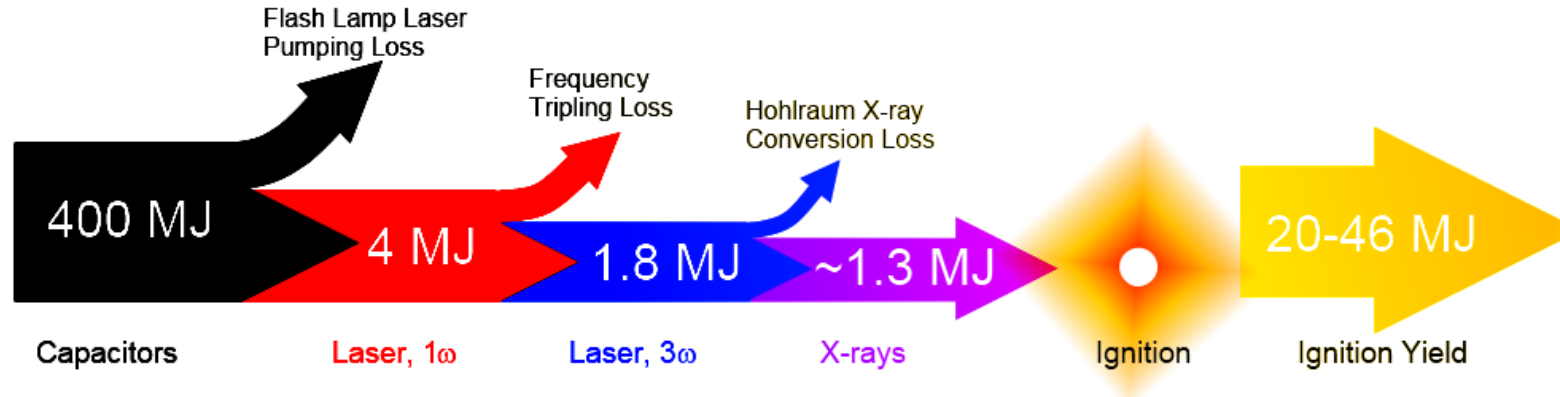 Flash Lamp Laser
Pumping Loss
Frequency
Tripling Loss
Hohlraum X-ray
Conversion Loss
400 MJ
4 MJ
1.8 MJ
~1.3 MJ
20-46 MJ
Capacitors
Laser, 1ω
Laser, 3ω
X-rays
Ignition
Ignition Yield